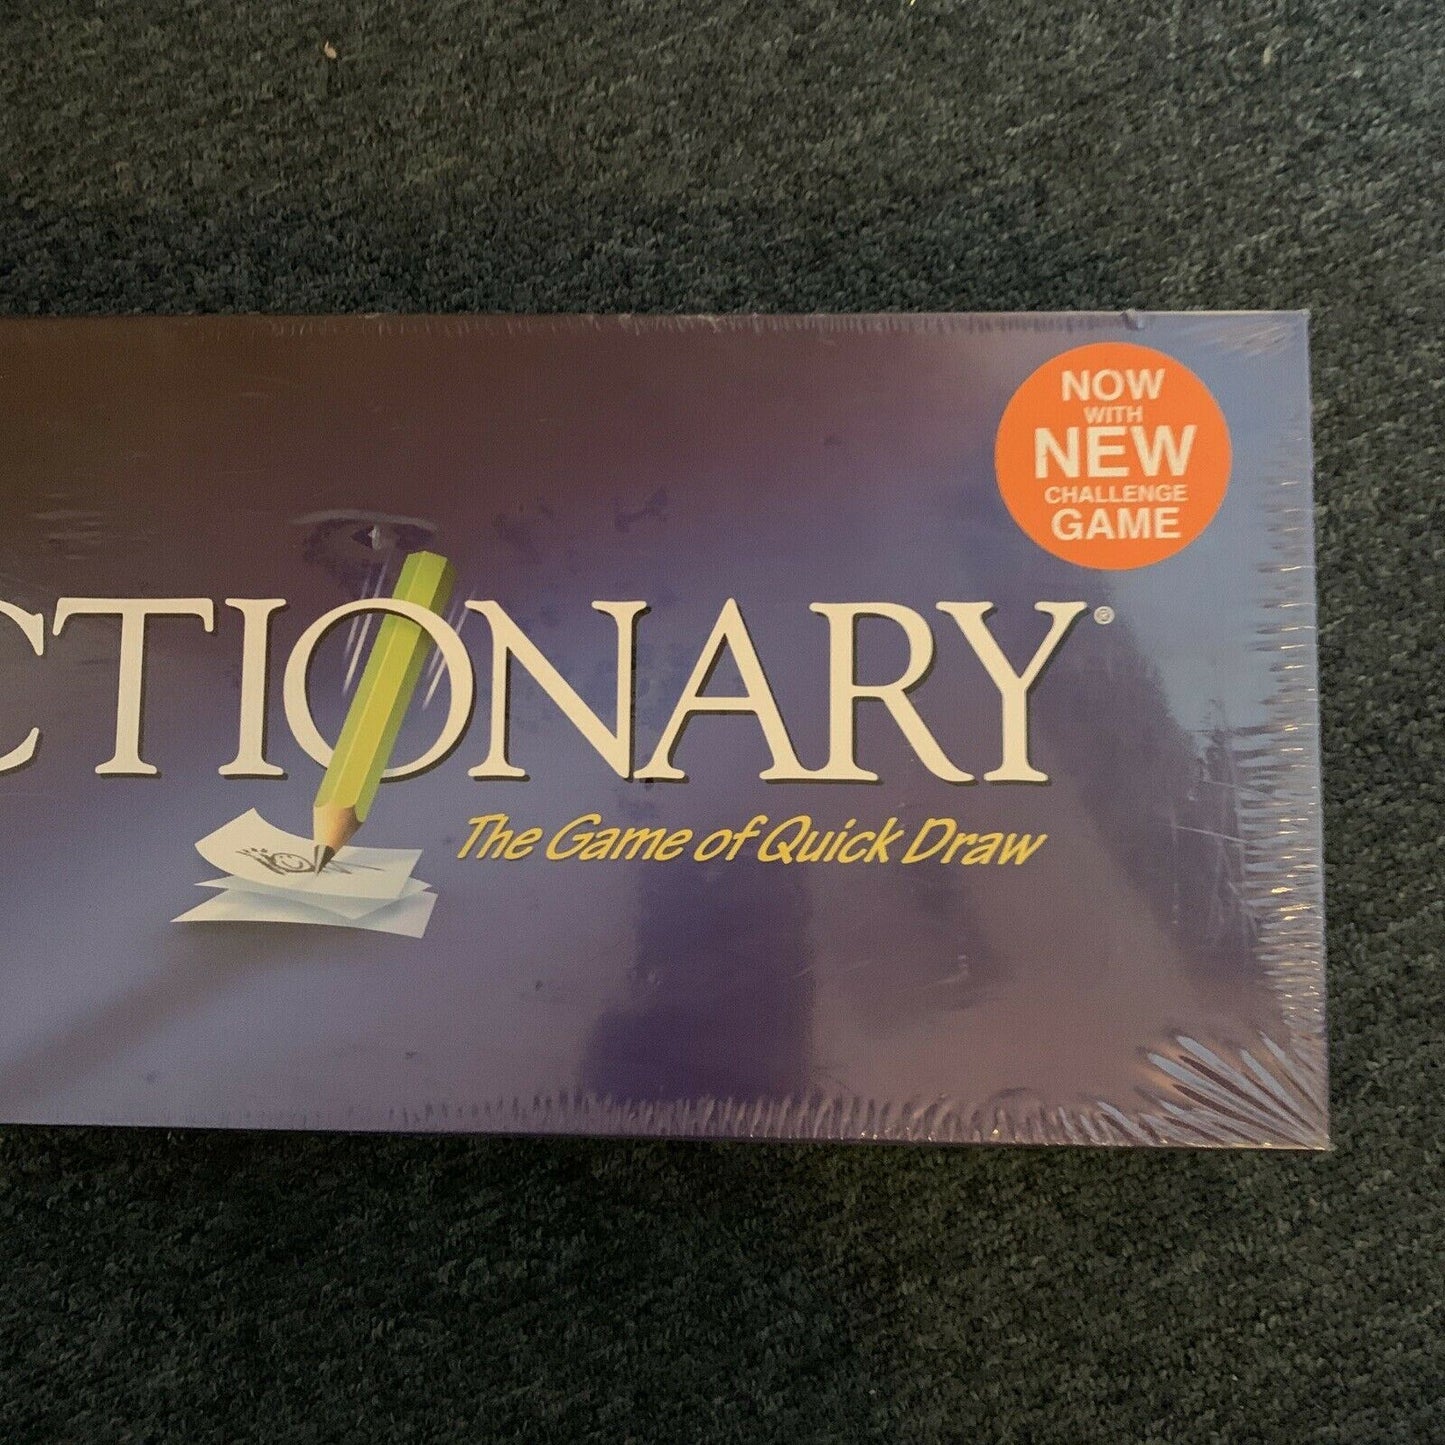 NOW
WITH
NEW
CHALLENGE
GAME
CTIONARY®
The Game of Quick Draw